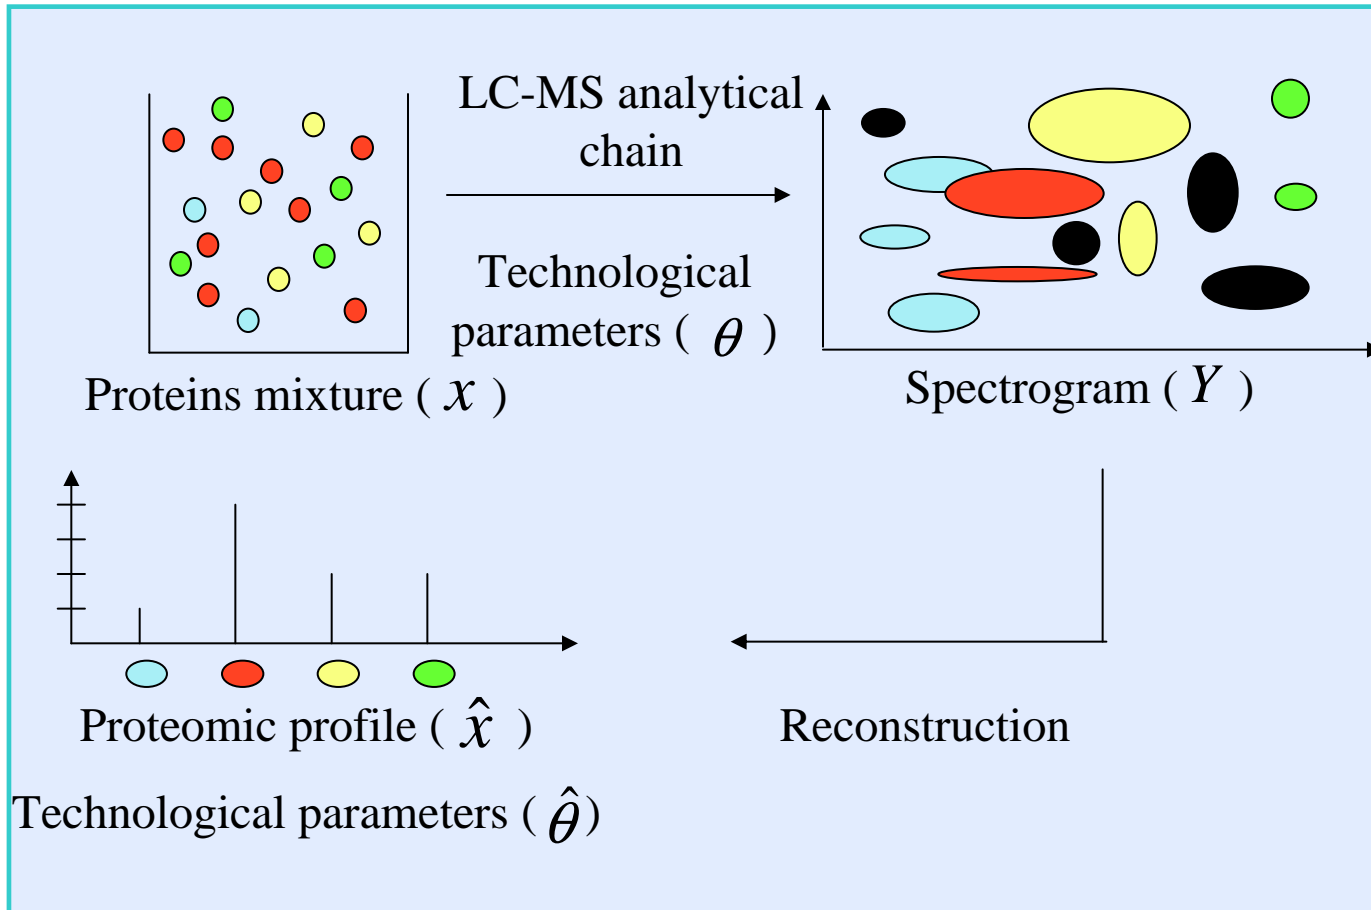 LC-MS analytical
chain
Technological
parameters ( θ )
Proteins mixture ( x )
Spectrogram ( Y )
Proteomic profile ( x̂ )
Reconstruction
Technological parameters ( θ̂ )